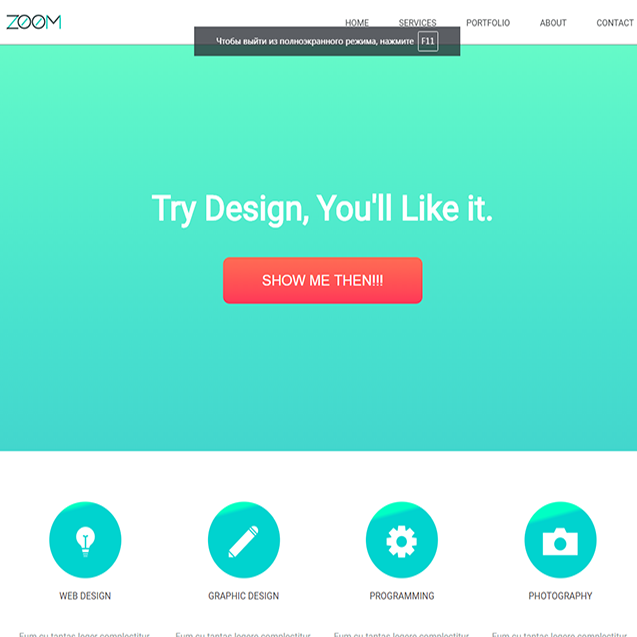 ZOOM
HOME SERVICES PORTFOLIO ABOUT CONTACT
Чтобы выйти из полноэкранного режима, нажмите F11
Try Design, You'll Like it.
SHOW ME THEN!!!
WEB DESIGN GRAPHIC DESIGN PROGRAMMING PHOTOGRAPHY